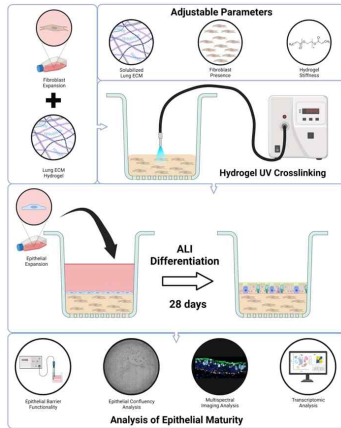 Adjustable Parameters
Fibroblast
Expansion
Solubilized
Lung ECM
Fibroblast
Presence
Hydrogel
Stiffness
Lung ECM
Hydrogel
Hydrogel UV Crosslinking
Epithelial
Expansion
ALI
Differentiation
28 days
Epithelial Barrier
Functionality
Epithelial Confluency
Analysis
Multispectral
Imaging Analysis
Transcriptomic
Analysis
Analysis of Epithelial Maturity